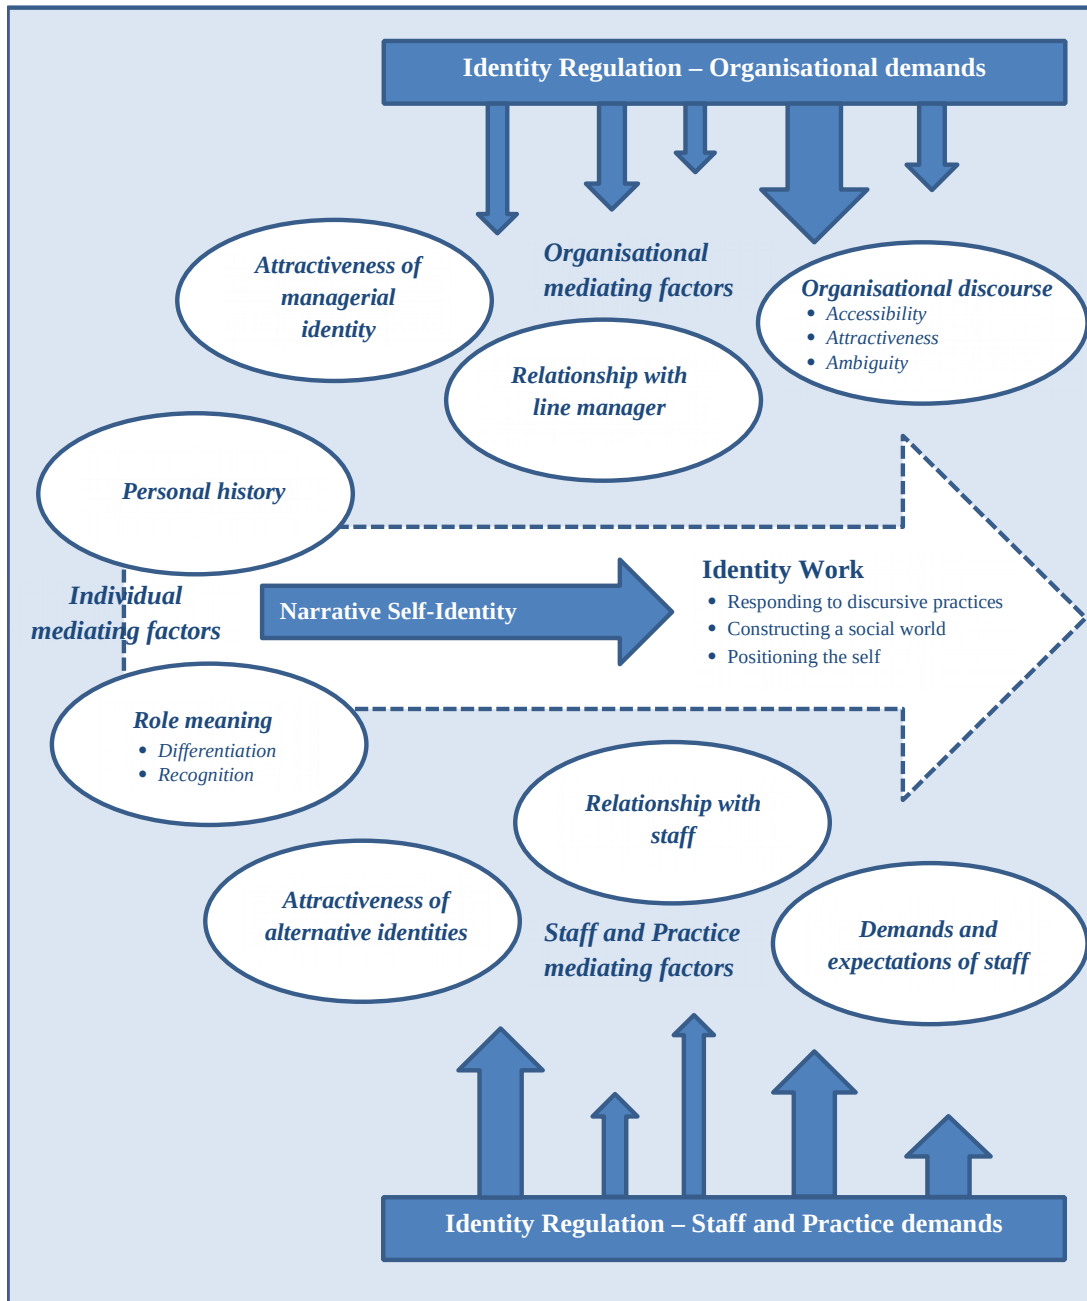 Identity Regulation – Organisational demands
Attractiveness of
managerial
identity
Organisational
mediating factors
Organisational discourse
• Accessibility
• Attractiveness
• Ambiguity
Relationship with
line manager
Personal history
Individual
mediating factors
Narrative Self-Identity
Identity Work
• Responding to discursive practices
• Constructing a social world
• Positioning the self
Role meaning
• Differentiation
• Recognition
Relationship with
staff
Attractiveness of
alternative identities
Staff and Practice
mediating factors
Demands and
expectations of staff
Identity Regulation – Staff and Practice demands